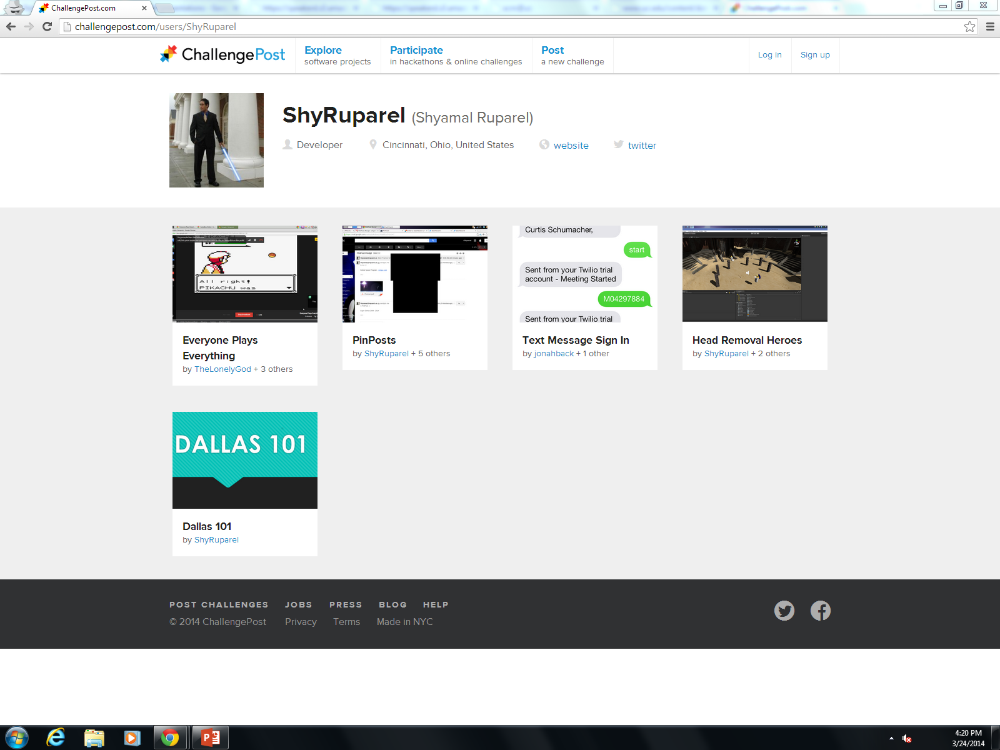 ChallengePost.com
challengepost.com/users/ShyRuparel
ChallengePost
Explore
software projects
Participate
in hackathons & online challenges
Post
a new challenge
Log in
Sign up
ShyRuparel (Shyamal Ruparel)
Developer
Cincinnati, Ohio, United States
website
twitter
All right!
PIKACHU was
Everyone Plays
Everything
by TheLonelyGod + 3 others
PinPosts
by ShyRuparel + 5 others
Curtis Schumacher,
start
Sent from your Twilio trial
account - Meeting Started
M04297884
Sent from your Twilio trial
Text Message Sign In
by jonahback + 1 other
Head Removal Heroes
by ShyRuparel + 2 others
DALLAS 101
Dallas 101
by ShyRuparel
POST CHALLENGES JOBS PRESS BLOG HELP
© 2014 ChallengePost Privacy Terms Made in NYC
4:20 PM
3/24/2014